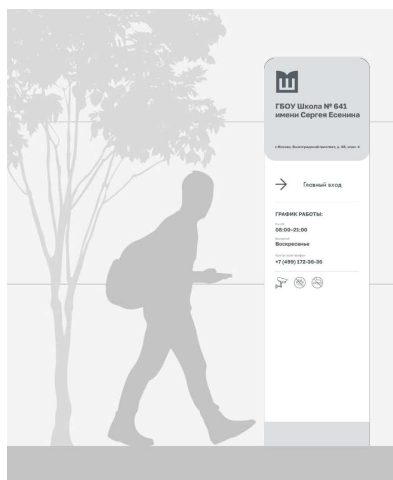 Ш
ГБОУ Школа № 641
имени Сергея Есенина
Главный вход
ГРАФИК РАБОТЫ:
08:00–21:00
Воскресенье
+7 (499) 172-36-36